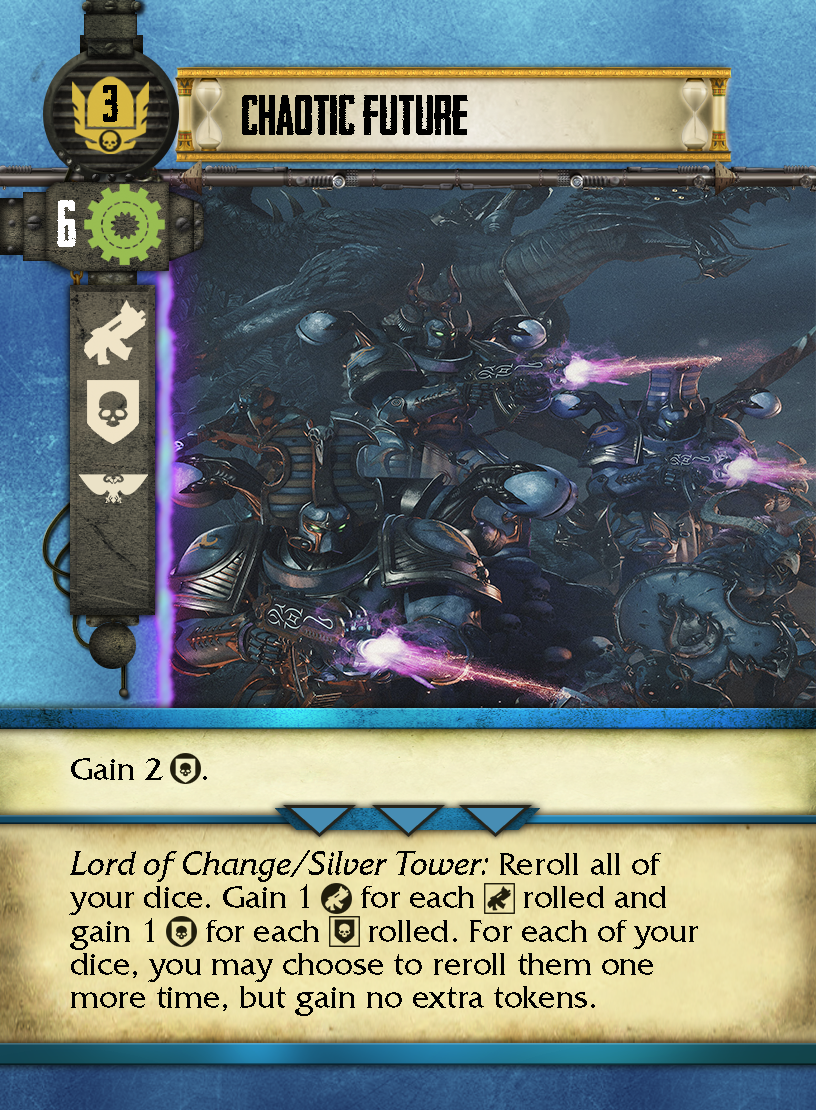 3
CHAOTIC FUTURE
6
Gain 2 .
Lord of Change/Silver Tower: Reroll all of
your dice. Gain 1 for each rolled and
gain 1 for each rolled. For each of your
dice, you may choose to reroll them one
more time, but gain no extra tokens.